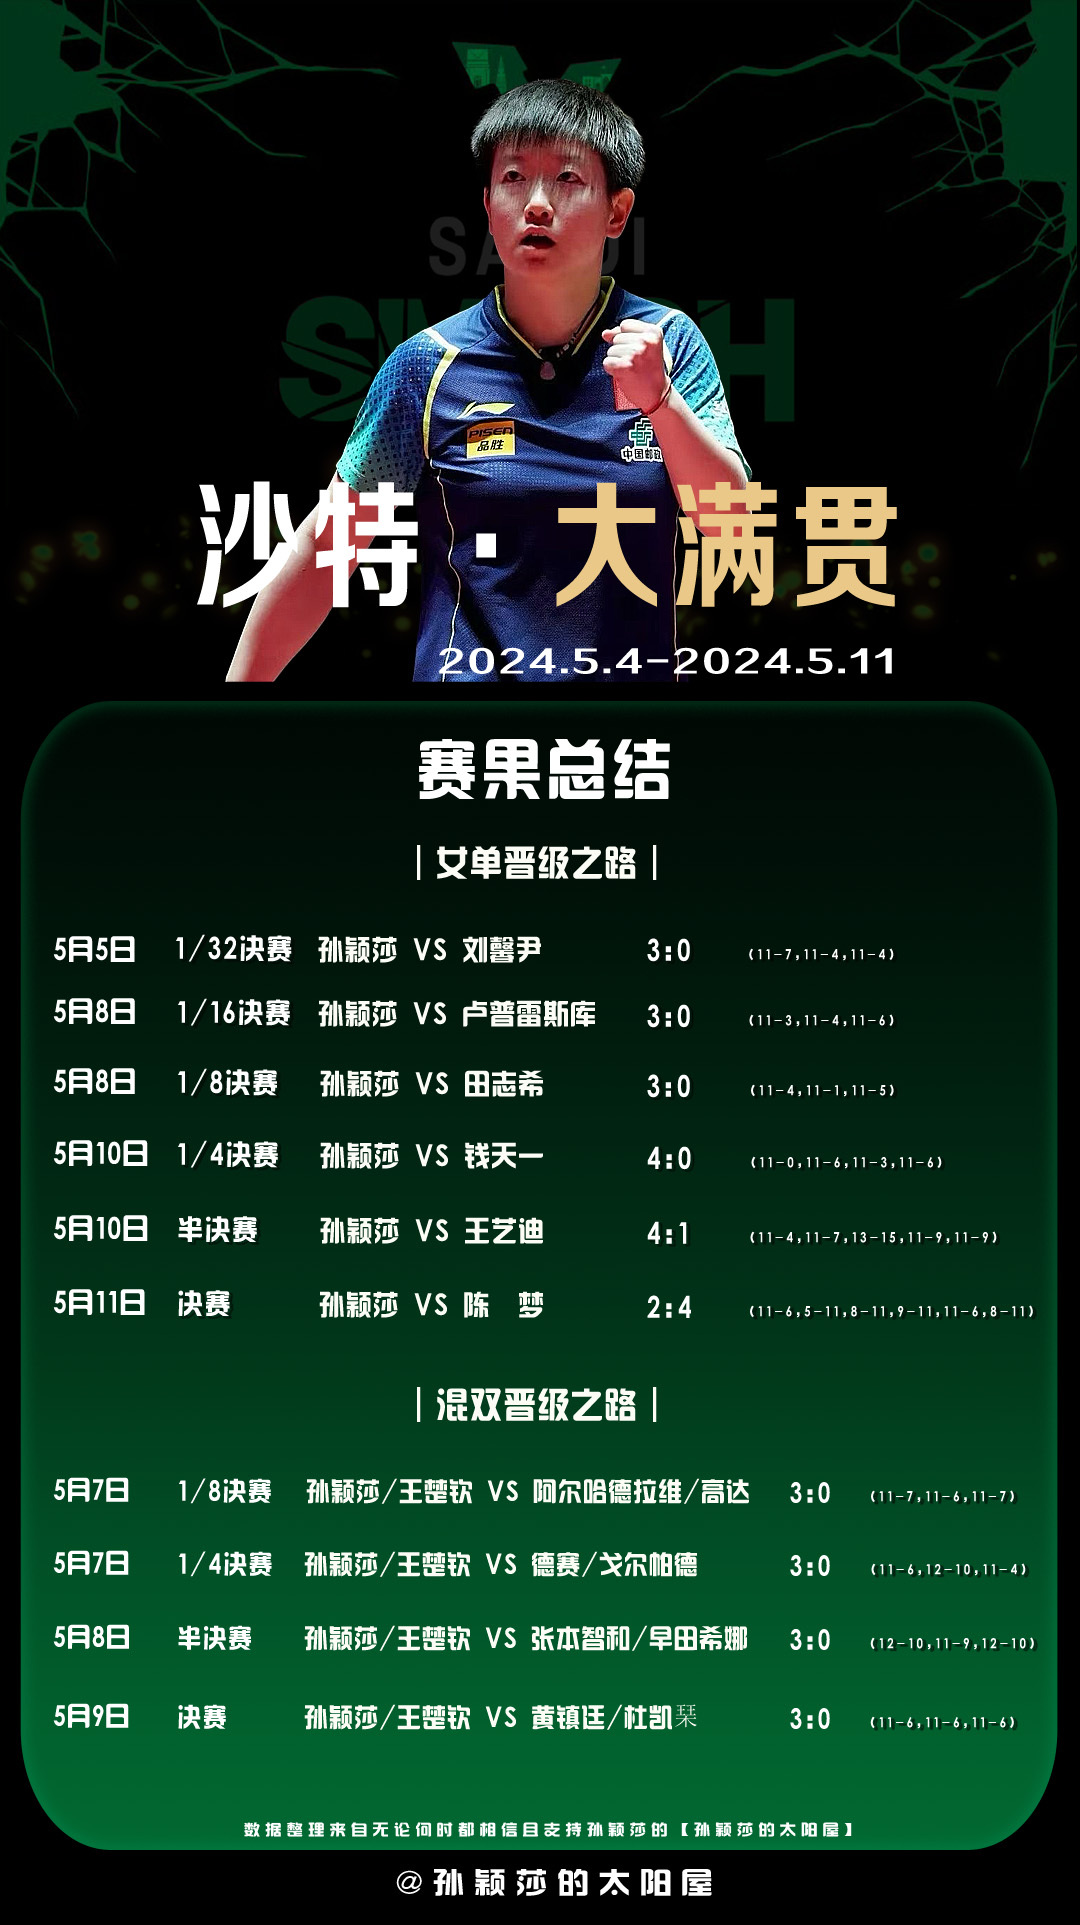 SA
DI
SM
SH
PISEN
品胜
中国邮政
沙特·大满贯
2024.5.4-2024.5.11
赛果总结
|女单晋级之路|
5月5日 1/32决赛 孙颖莎 VS 刘馨尹 3:0 (11-7,11-4,11-4)
5月8日 1/16决赛 孙颖莎 VS 卢普雷斯库 3:0 (11-3,11-4,11-6)
5月8日 1/8决赛 孙颖莎 VS 田志希 3:0 (11-4,11-1,11-5)
5月10日 1/4决赛 孙颖莎 VS 钱天一 4:0 (11-0,11-6,11-3,11-6)
5月10日 半决赛 孙颖莎 VS 王艺迪 4:1 (11-4,11-7,13-15,11-9,11-9)
5月11日 决赛 孙颖莎 VS 陈 梦 2:4 (11-6,5-11,8-11,9-11,11-6,8-11)
|混双晋级之路|
5月7日 1/8决赛 孙颖莎/王楚钦 VS 阿尔哈德拉维/高达 3:0 (11-7,11-6,11-7)
5月7日 1/4决赛 孙颖莎/王楚钦 VS 德赛/戈尔帕德 3:0 (11-6,12-10,11-4)
5月8日 半决赛 孙颖莎/王楚钦 VS 张本智和/早田希娜 3:0 (12-10,11-9,12-10)
5月9日 决赛 孙颖莎/王楚钦 VS 黄镇廷/杜凯琹 3:0 (11-6,11-6,11-6)
数据整理来自无论何时都相信且支持孙颖莎的【孙颖莎的太阳屋】
@孙颖莎的太阳屋